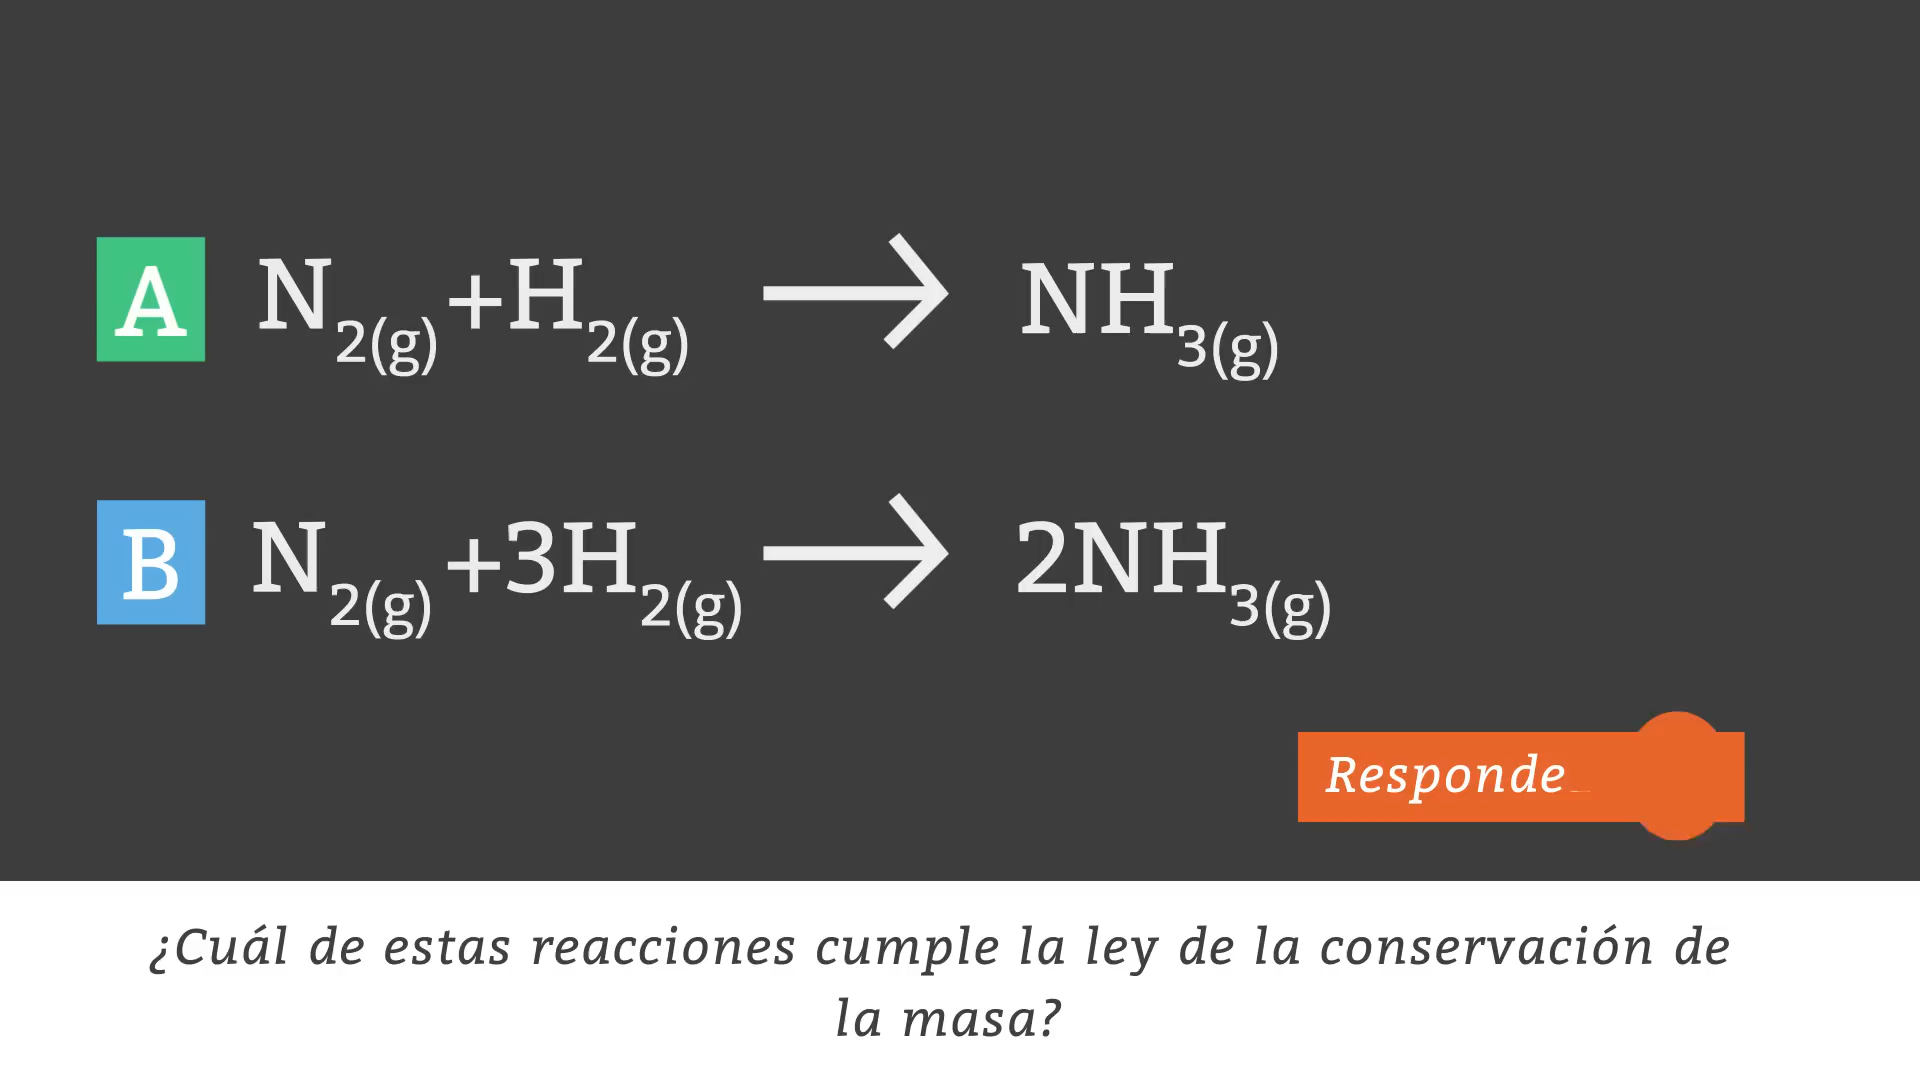 A N2(g)+H2(g) → NH3(g)
B N2(g)+3H2(g) → 2NH3(g)
Responde
¿Cuál de estas reacciones cumple la ley de la conservación de
la masa?